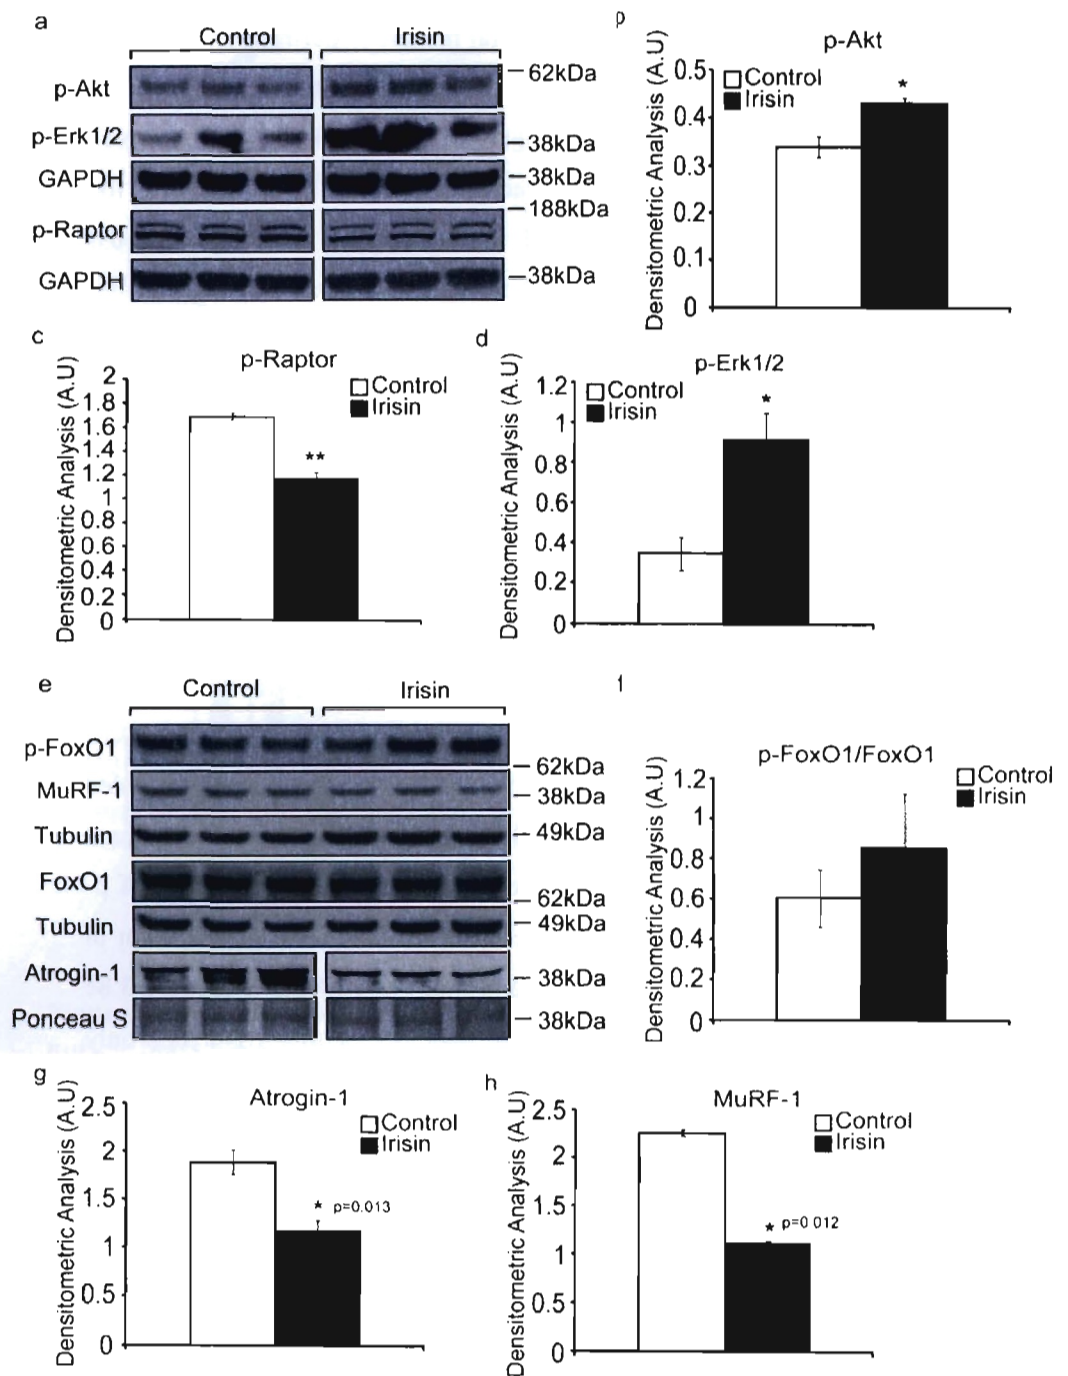 a
Control Irisin
p-Akt
62kDa
p-Erk1/2
38kDa
GAPDH
38kDa
188kDa
p-Raptor
GAPDH
38kDa
p
p-Akt
Densitometric Analysis (A.U)
Control
Irisin
*
0.5
0.4
0.3
0.2
0.1
0
c
p-Raptor
Densitometric Analysis (A.U)
Control
Irisin
**
2
1.8
1.6
1.4
1.2
1
0.8
0.6
0.4
0.2
0
d
p-Erk1/2
Densitometric Analysis (A.U)
Control
Irisin
*
1.2
1
0.8
0.6
0.4
0.2
0
e
Control Irisin
p-FoxO1
62kDa
MuRF-1
38kDa
Tubulin
49kDa
FoxO1
62kDa
Tubulin
49kDa
Atrogin-1
38kDa
Ponceau S
38kDa
f
p-FoxO1/FoxO1
Densitometric Analysis (A.U)
Control
Irisin
1.2
1
0.8
0.6
0.4
0.2
0
g
Atrogin-1
Densitometric Analysis (A.U)
Control
Irisin
* p=0.013
2.5
2
1.5
1
0.5
0
h
MuRF-1
Densitometric Analysis (A.U)
Control
Irisin
* p=0 012
2.5
2
1.5
1
0.5
0